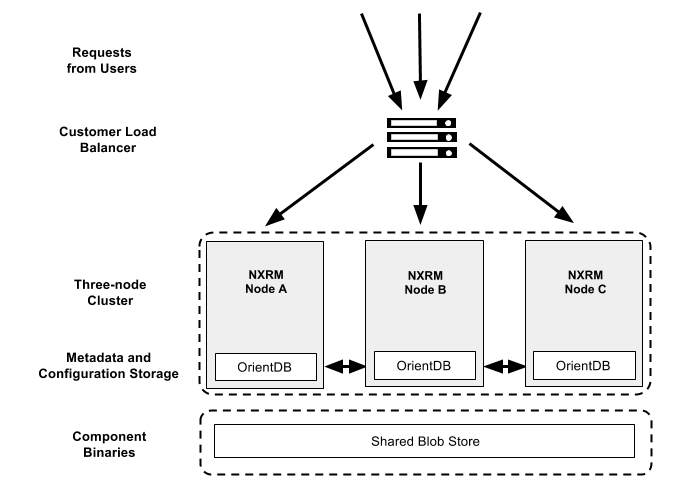 Requests
from Users
Customer Load
Balancer
Three-node
Cluster
NXRM
Node A
NXRM
Node B
NXRM
Node C
Metadata and
Configuration Storage
OrientDB
OrientDB
OrientDB
Component
Binaries
Shared Blob Store